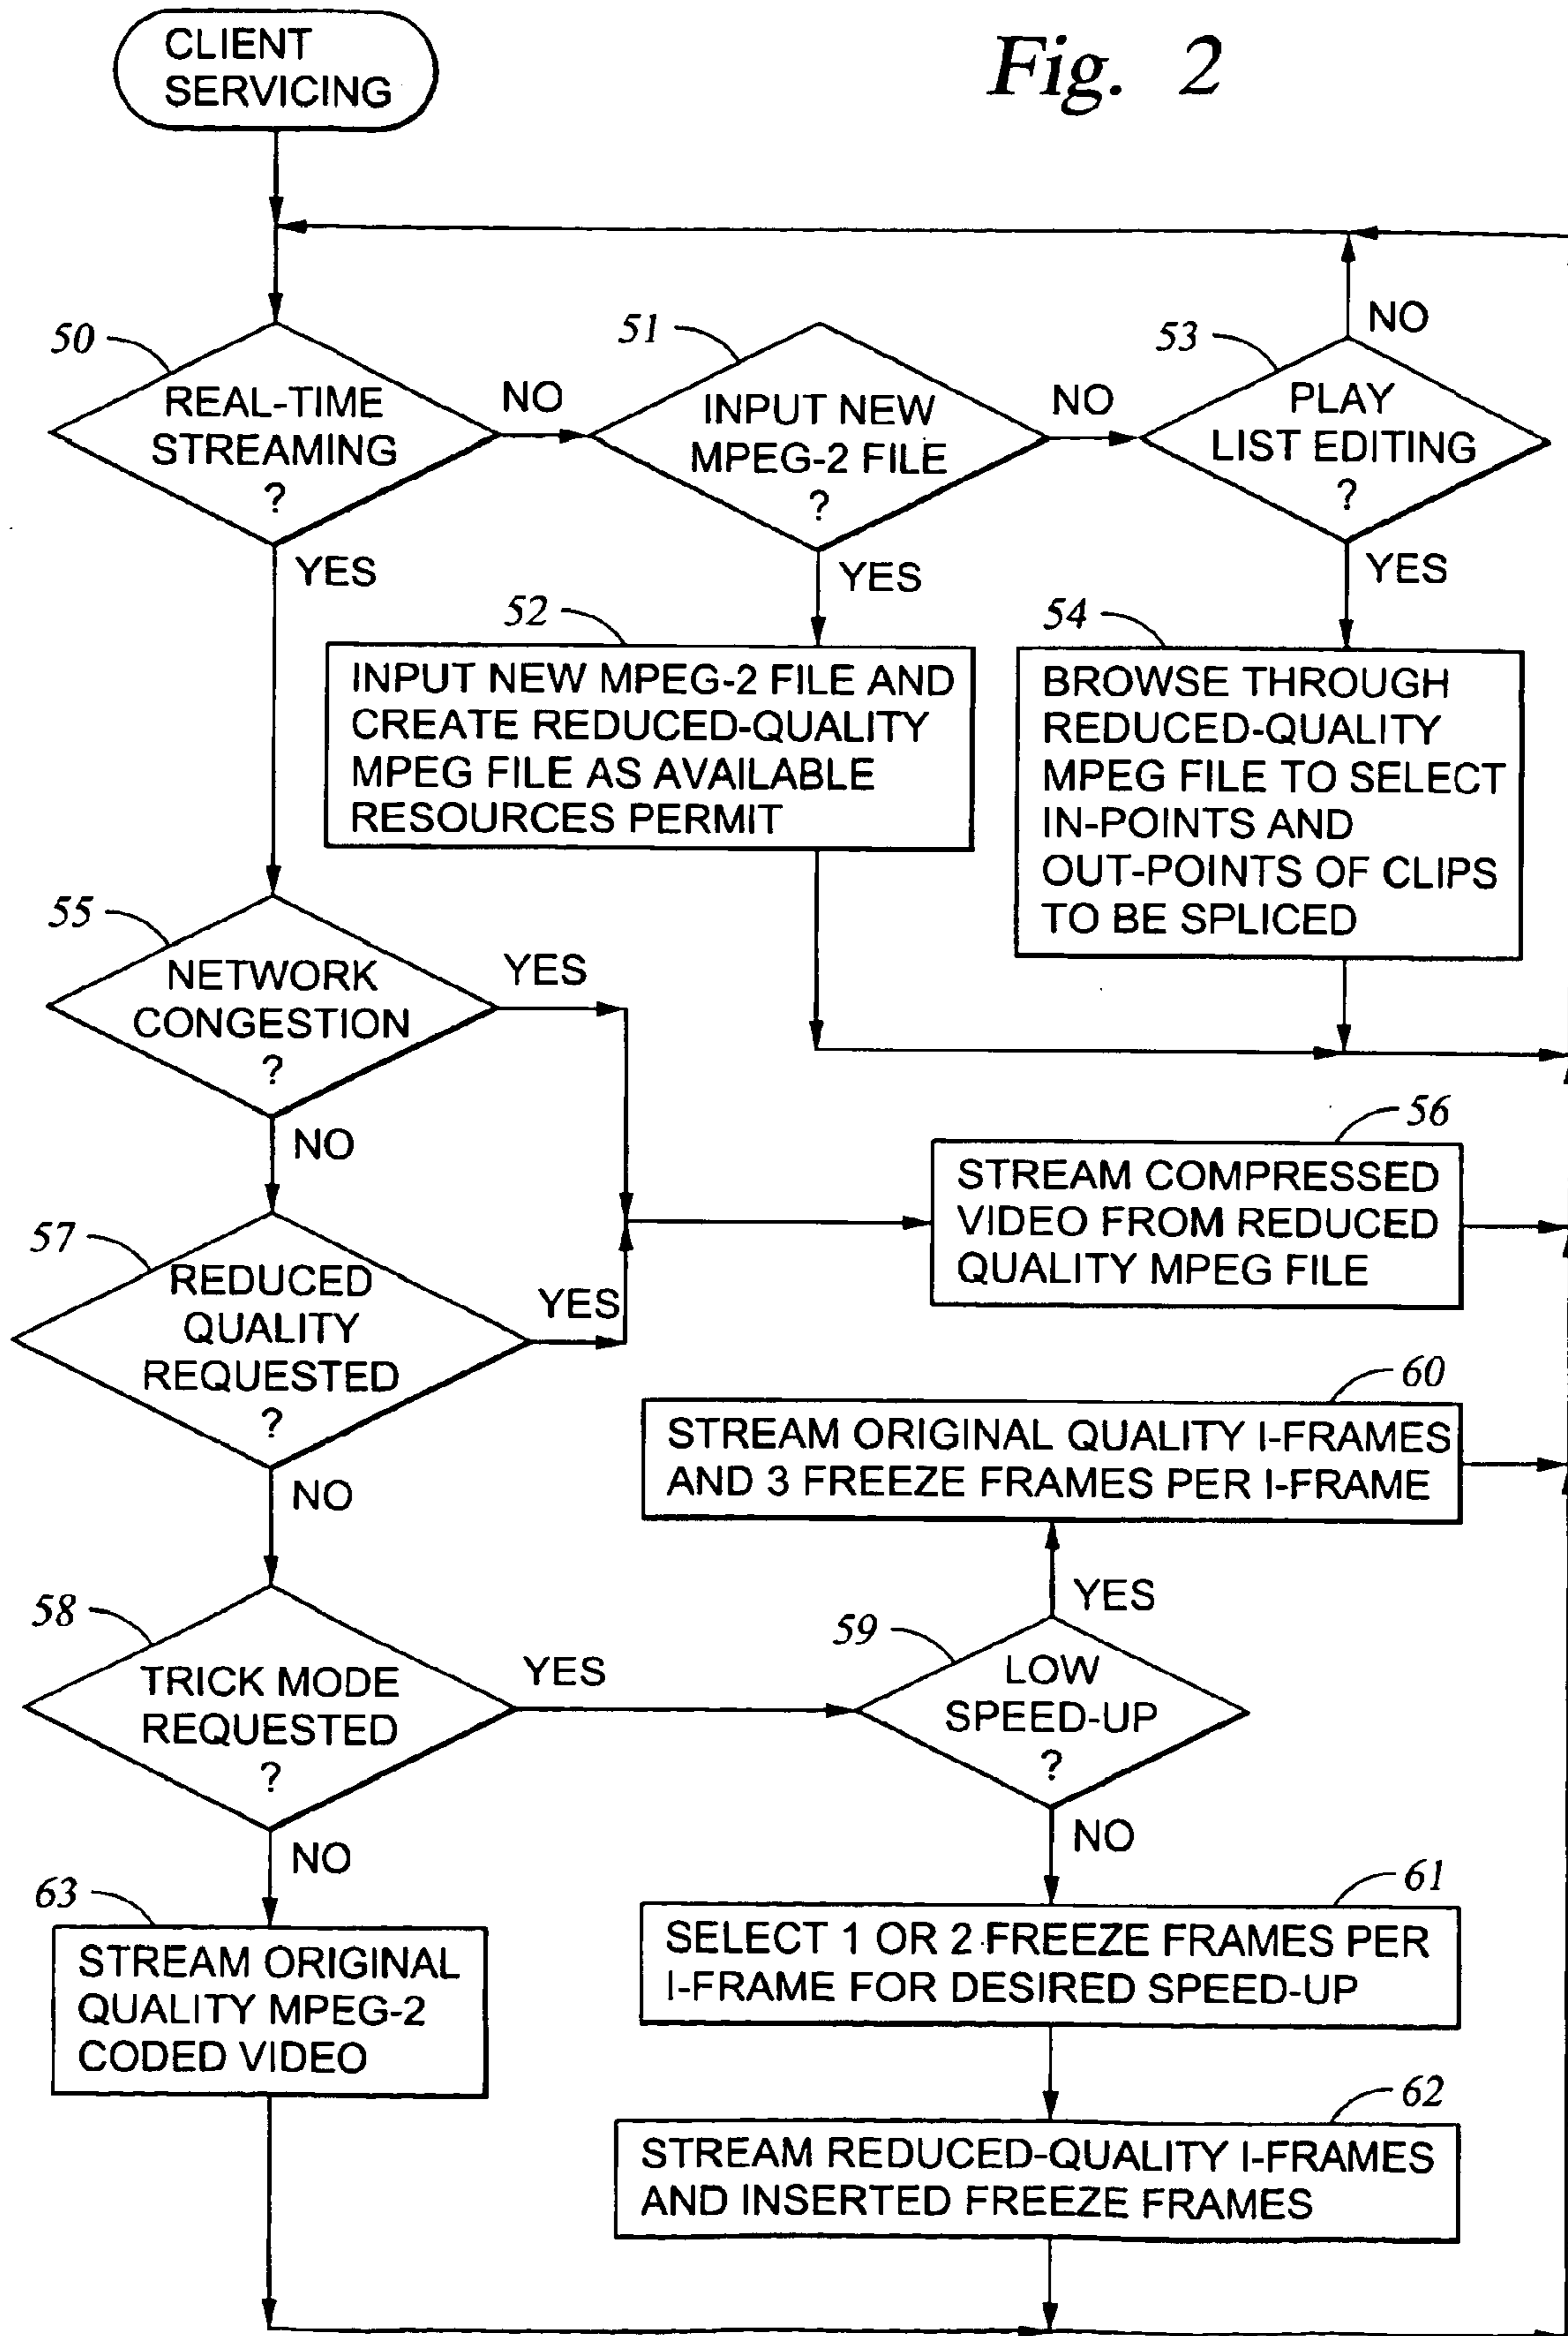 Fig. 2
CLIENT
SERVICING
50
REAL-TIME
STREAMING
?
NO
YES
51
INPUT NEW
MPEG-2 FILE
?
NO
YES
53
PLAY
LIST EDITING
?
NO
YES
52
INPUT NEW MPEG-2 FILE AND
CREATE REDUCED-QUALITY
MPEG FILE AS AVAILABLE
RESOURCES PERMIT
54
BROWSE THROUGH
REDUCED-QUALITY
MPEG FILE TO SELECT
IN-POINTS AND
OUT-POINTS OF CLIPS
TO BE SPLICED
55
NETWORK
CONGESTION
?
YES
NO
56
STREAM COMPRESSED
VIDEO FROM REDUCED
QUALITY MPEG FILE
57
REDUCED
QUALITY
REQUESTED
?
YES
NO
60
STREAM ORIGINAL QUALITY I-FRAMES
AND 3 FREEZE FRAMES PER I-FRAME
58
TRICK MODE
REQUESTED
?
YES
NO
59
LOW
SPEED-UP
?
YES
NO
63
STREAM ORIGINAL
QUALITY MPEG-2
CODED VIDEO
61
SELECT 1 OR 2 FREEZE FRAMES PER
I-FRAME FOR DESIRED SPEED-UP
62
STREAM REDUCED-QUALITY I-FRAMES
AND INSERTED FREEZE FRAMES